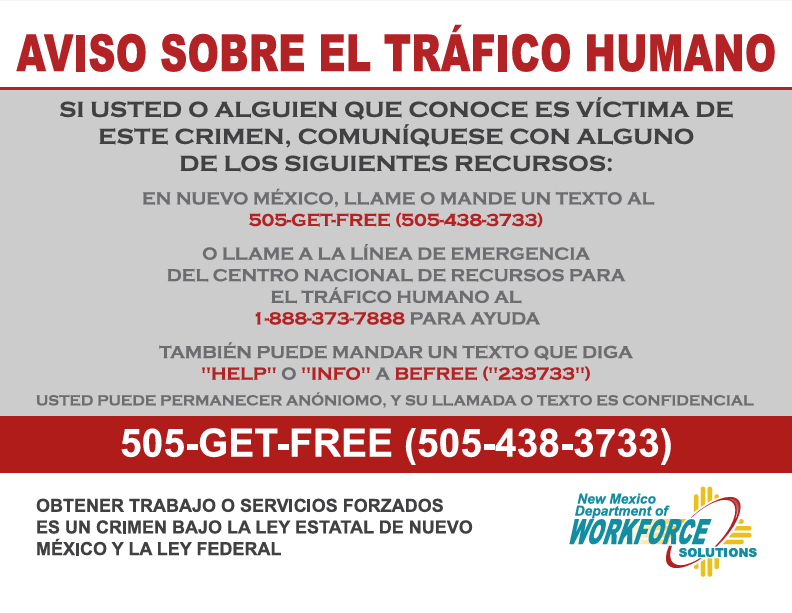 AVISO SOBRE EL TRÁFICO HUMANO
SI USTED O ALGUIEN QUE CONOCE ES VÍCTIMA DE
ESTE CRIMEN, COMUNÍQUESE CON ALGUNO
DE LOS SIGUIENTES RECURSOS:
EN NUEVO MÉXICO, LLAME O MANDE UN TEXTO AL
505-GET-FREE (505-438-3733)
O LLAME A LA LÍNEA DE EMERGENCIA
DEL CENTRO NACIONAL DE RECURSOS PARA
EL TRÁFICO HUMANO AL
1-888-373-7888 PARA AYUDA
TAMBIÉN PUEDE MANDAR UN TEXTO QUE DIGA
"HELP" O "INFO" A BEFREE ("233733")
USTED PUEDE PERMANECER ANÓNIOMO, Y SU LLAMADA O TEXTO ES CONFIDENCIAL
505-GET-FREE (505-438-3733)
OBTENER TRABAJO O SERVICIOS FORZADOS
ES UN CRIMEN BAJO LA LEY ESTATAL DE NUEVO
MÉXICO Y LA LEY FEDERAL
New Mexico
Department of
WORKFORCE
SOLUTIONS